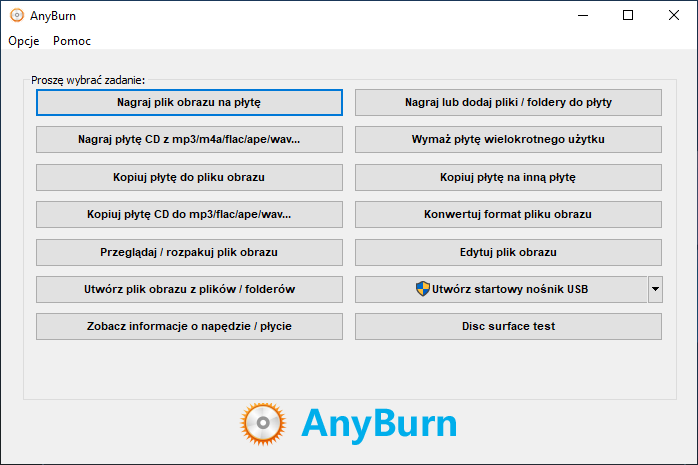 AnyBurn
Opcje Pomoc
Proszę wybrać zadanie:
Nagraj plik obrazu na płytę
Nagraj lub dodaj pliki / foldery do płyty
Nagraj płytę CD z mp3/m4a/flac/ape/wav...
Wymaż płytę wielokrotnego użytku
Kopiuj płytę do pliku obrazu
Kopiuj płytę na inną płytę
Kopiuj płytę CD do mp3/flac/ape/wav...
Konwertuj format pliku obrazu
Przeglądaj / rozpakuj plik obrazu
Edytuj plik obrazu
Utwórz plik obrazu z plików / folderów
Utwórz startowy nośnik USB
Zobacz informacje o napędzie / płycie
Disc surface test
AnyBurn